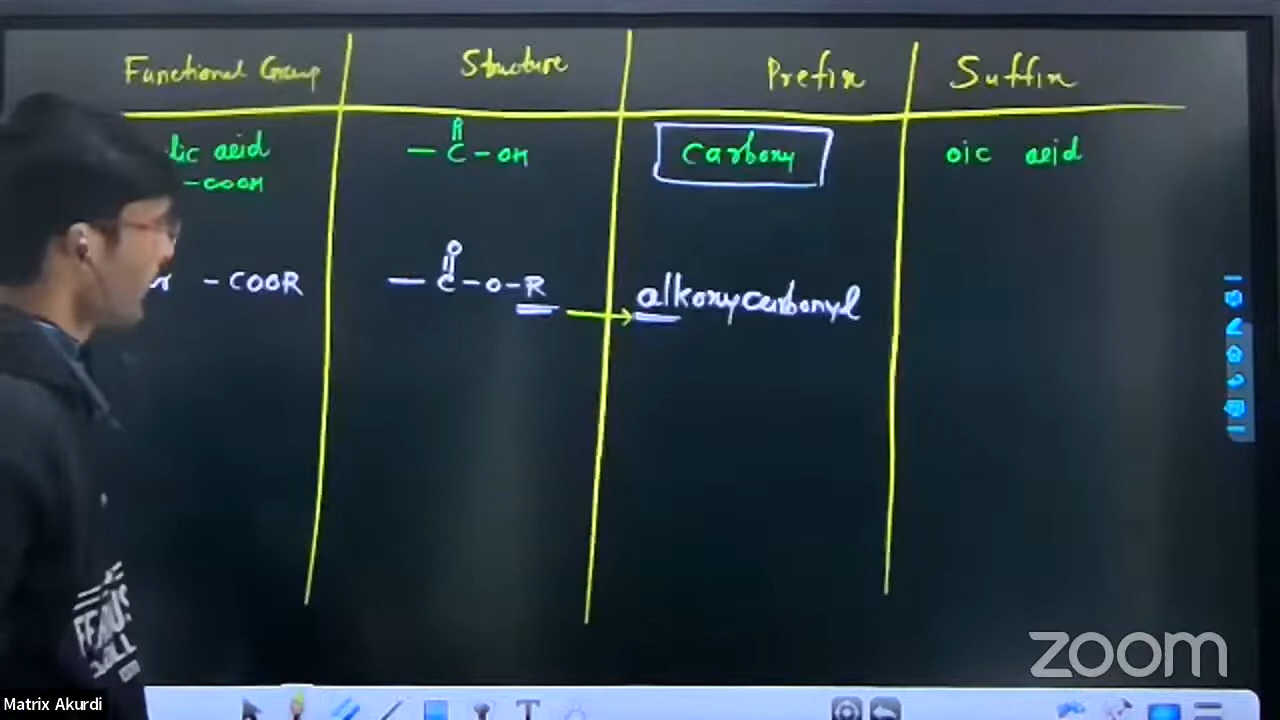 Functional Group Structure Prefix Suffix
lic acid — C – OH Carboxy oic acid
–COOH
O
– COOR — C – O – R → alkoxycarbonyl
zoom
Matrix Akurdi